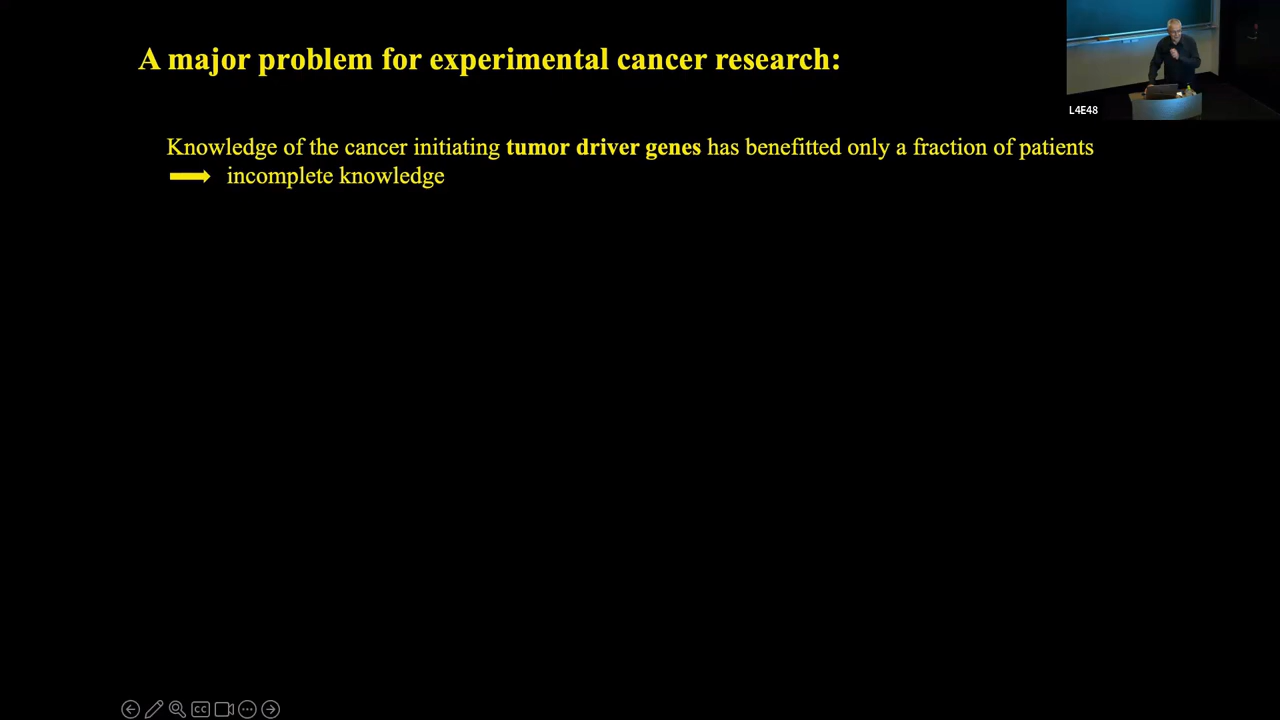 A major problem for experimental cancer research:
L4E48
Knowledge of the cancer initiating tumor driver genes has benefitted only a fraction of patients
incomplete knowledge
CC